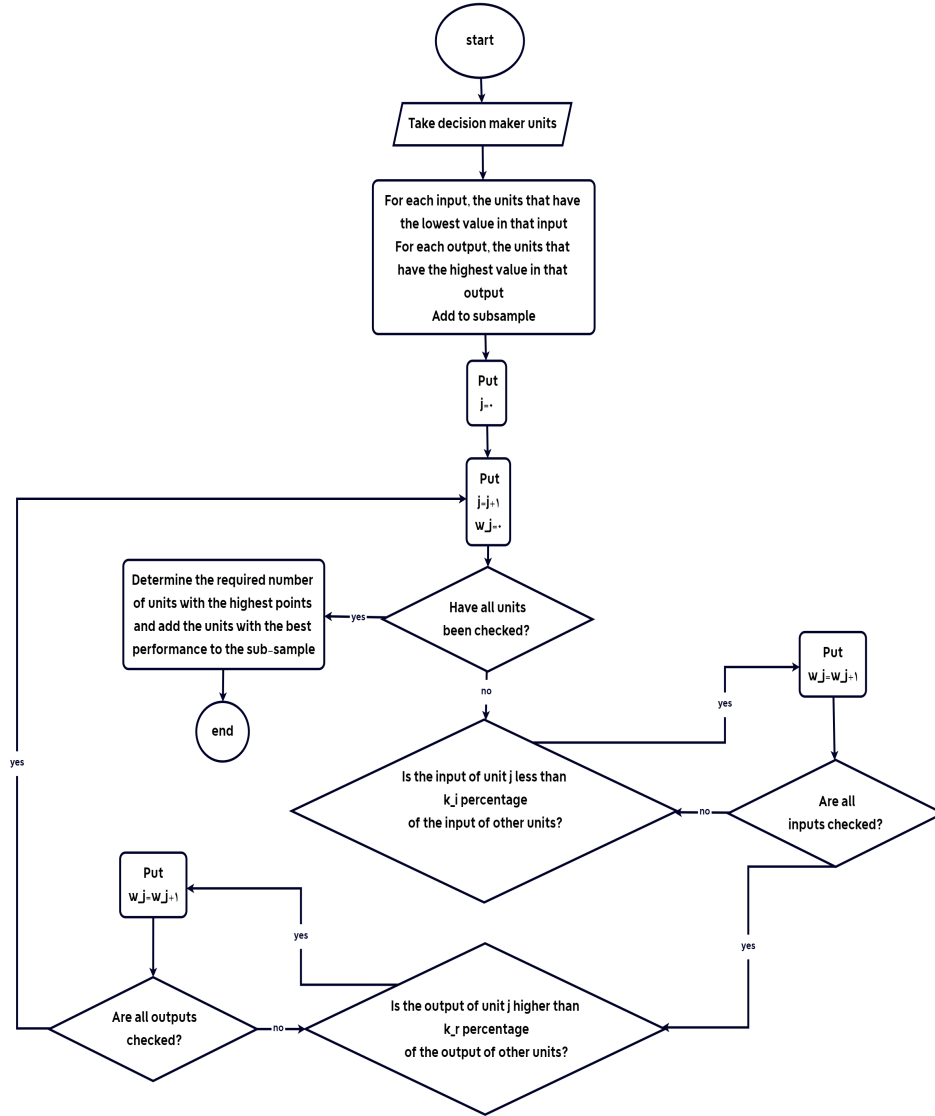 start
Take decision maker units
For each input, the units that have
the lowest value in that input
For each output, the units that
have the highest value in that
output
Add to subsample
Put
j=۰
Put
j=j+۱
w_j=۰
Have all units
been checked?
yes
Determine the required number
of units with the highest points
and add the units with the best
performance to the sub-sample
end
no
Is the input of unit j less than
k_i percentage
of the input of other units?
yes
Put
w_j=w_j+۱
Are all
inputs checked?
no
yes
Is the output of unit j higher than
k_r percentage
of the output of other units?
yes
Put
w_j=w_j+۱
Are all outputs
checked?
no
yes